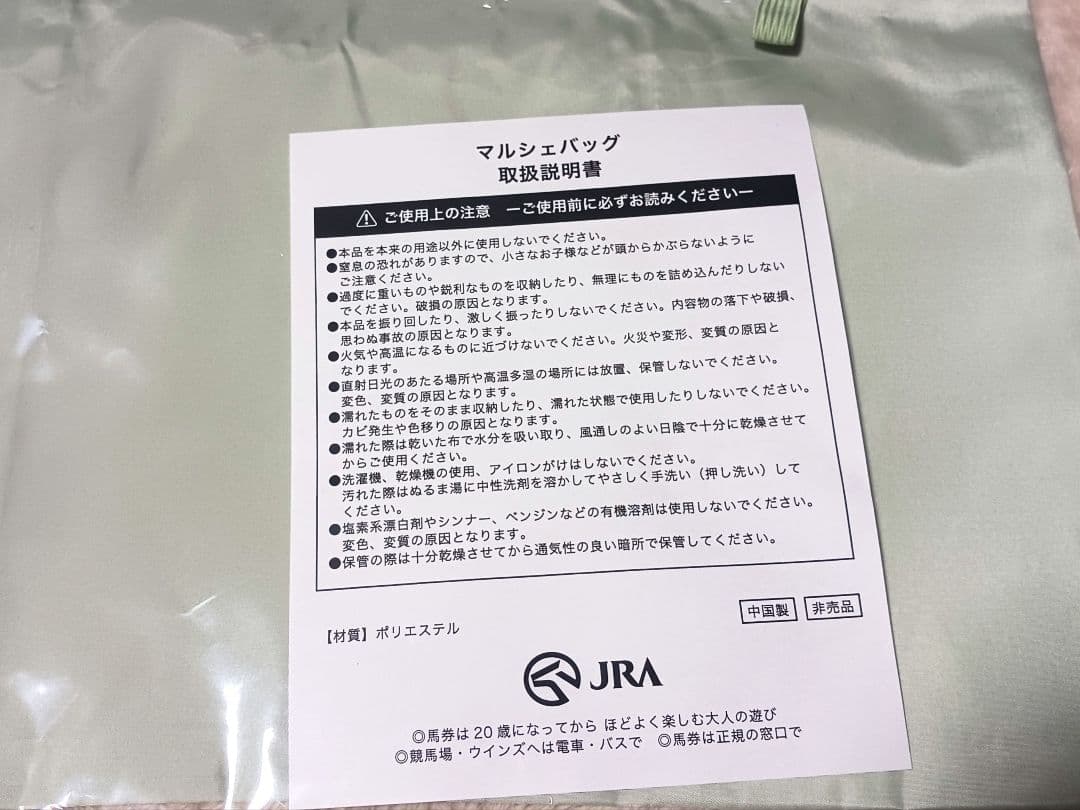 マルシェバッグ
取扱説明書
ご使用上の注意 ーご使用前に必ずお読みくださいー
●本品を本来の用途以外に使用しないでください。
●窒息の恐れがありますので、小さなお子様などが頭からかぶらないように
ご注意ください。
●過度に重いものや鋭利なものを収納したり、無理にものを詰め込んだりしない
でください。破損の原因となります。
●本品を振り回したり、激しく振ったりしないでください。内容物の落下や破損、
思わぬ事故の原因となります。
●火気や高温になるものに近づけないでください。火災や変形、変質の原因と
なります。
●直射日光のあたる場所や高温多湿の場所には放置、保管しないでください。
変色、変質の原因となります。
●濡れたものをそのまま収納したり、濡れた状態で使用したりしないでください。
カビ発生や色移りの原因となります。
●濡れた際は乾いた布で水分を吸い取り、風通しのよい日陰で十分に乾燥させて
からご使用ください。
●洗濯機、乾燥機の使用、アイロンがけはしないでください。
汚れた際はぬるま湯に中性洗剤を溶かしてやさしく手洗い（押し洗い）して
ください。
●塩素系漂白剤やシンナー、ベンジンなどの有機溶剤は使用しないでください。
変色、変質の原因となります。
●保管の際は十分乾燥させてから通気性の良い暗所で保管してください。
中国製 非売品
【材質】ポリエステル
JRA
◎馬券は20歳になってから ほどよく楽しむ大人の遊び
◎競馬場・ウインズへは電車・バスで ◎馬券は正規の窓口で